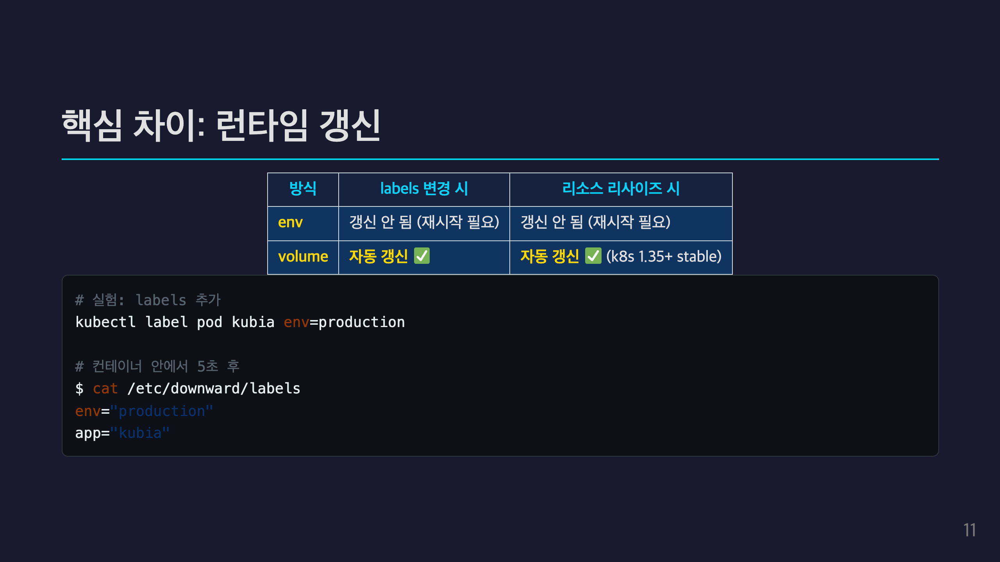 핵심 차이: 런타임 갱신
방식 labels 변경 시 리소스 리사이즈 시
env 갱신 안 됨 (재시작 필요) 갱신 안 됨 (재시작 필요)
volume 자동 갱신 ✅ 자동 갱신 ✅ (k8s 1.35+ stable)
# 실험: labels 추가
kubectl label pod kubia env=production
# 컨테이너 안에서 5초 후
$ cat /etc/downward/labels
env="production"
app="kubia"
11